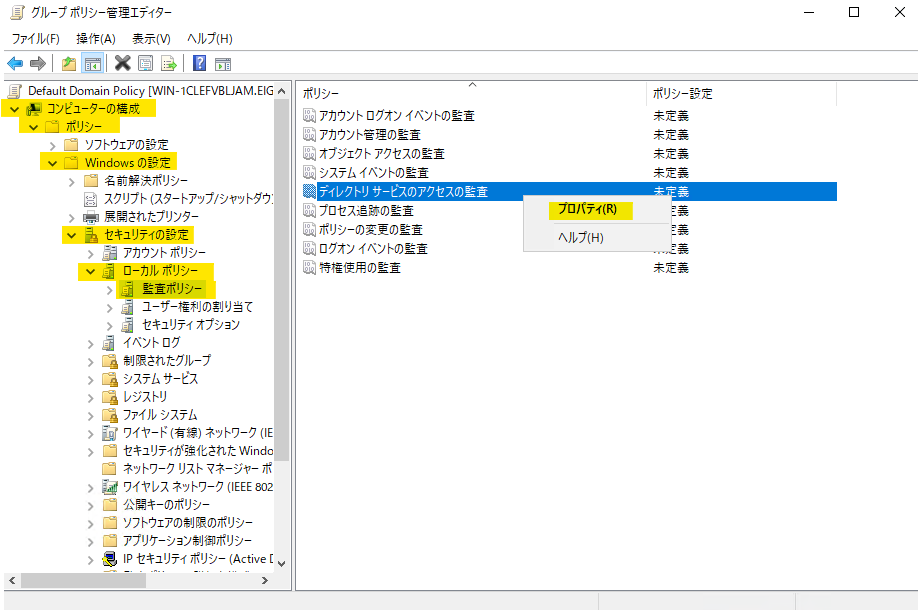 グループ ポリシー管理エディター
ファイル(F) 操作(A) 表示(V) ヘルプ(H)
Default Domain Policy [WIN-1CLEFVBLJAM.EIG
コンピューターの構成
ポリシー
ソフトウェアの設定
Windows の設定
名前解決ポリシー
スクリプト (スタートアップ/シャットダウ
展開されたプリンター
セキュリティの設定
アカウント ポリシー
ローカル ポリシー
監査ポリシー
ユーザー権利の割り当て
セキュリティ オプション
イベント ログ
制限されたグループ
システム サービス
レジストリ
ファイル システム
ワイヤード (有線) ネットワーク (IE
セキュリティが強化された Windo
ネットワーク リスト マネージャー ポ
ワイヤレス ネットワーク (IEEE 802
公開キーのポリシー
ソフトウェアの制限のポリシー
アプリケーション制御ポリシー
IP セキュリティ ポリシー (Active D
ポリシー ポリシー設定
アカウント ログオン イベントの監査 未定義
アカウント管理の監査 未定義
オブジェクト アクセスの監査 未定義
システム イベントの監査 未定義
ディレクトリ サービスのアクセスの監査 未定義
プロセス追跡の監査 定義
ポリシーの変更の監査 定義
ログオン イベントの監査 未定義
特権使用の監査 未定義
プロパティ(R)
ヘルプ(H)